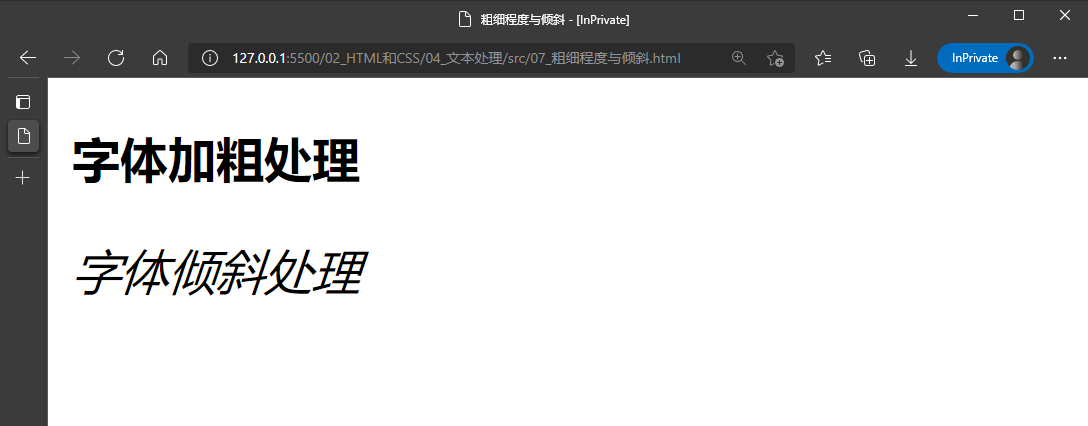 粗细程度与倾斜 - [InPrivate]
127.0.0.1:5500/02_HTML和CSS/04_文本处理/src/07_粗细程度与倾斜.html
InPrivate
字体加粗处理
字体倾斜处理